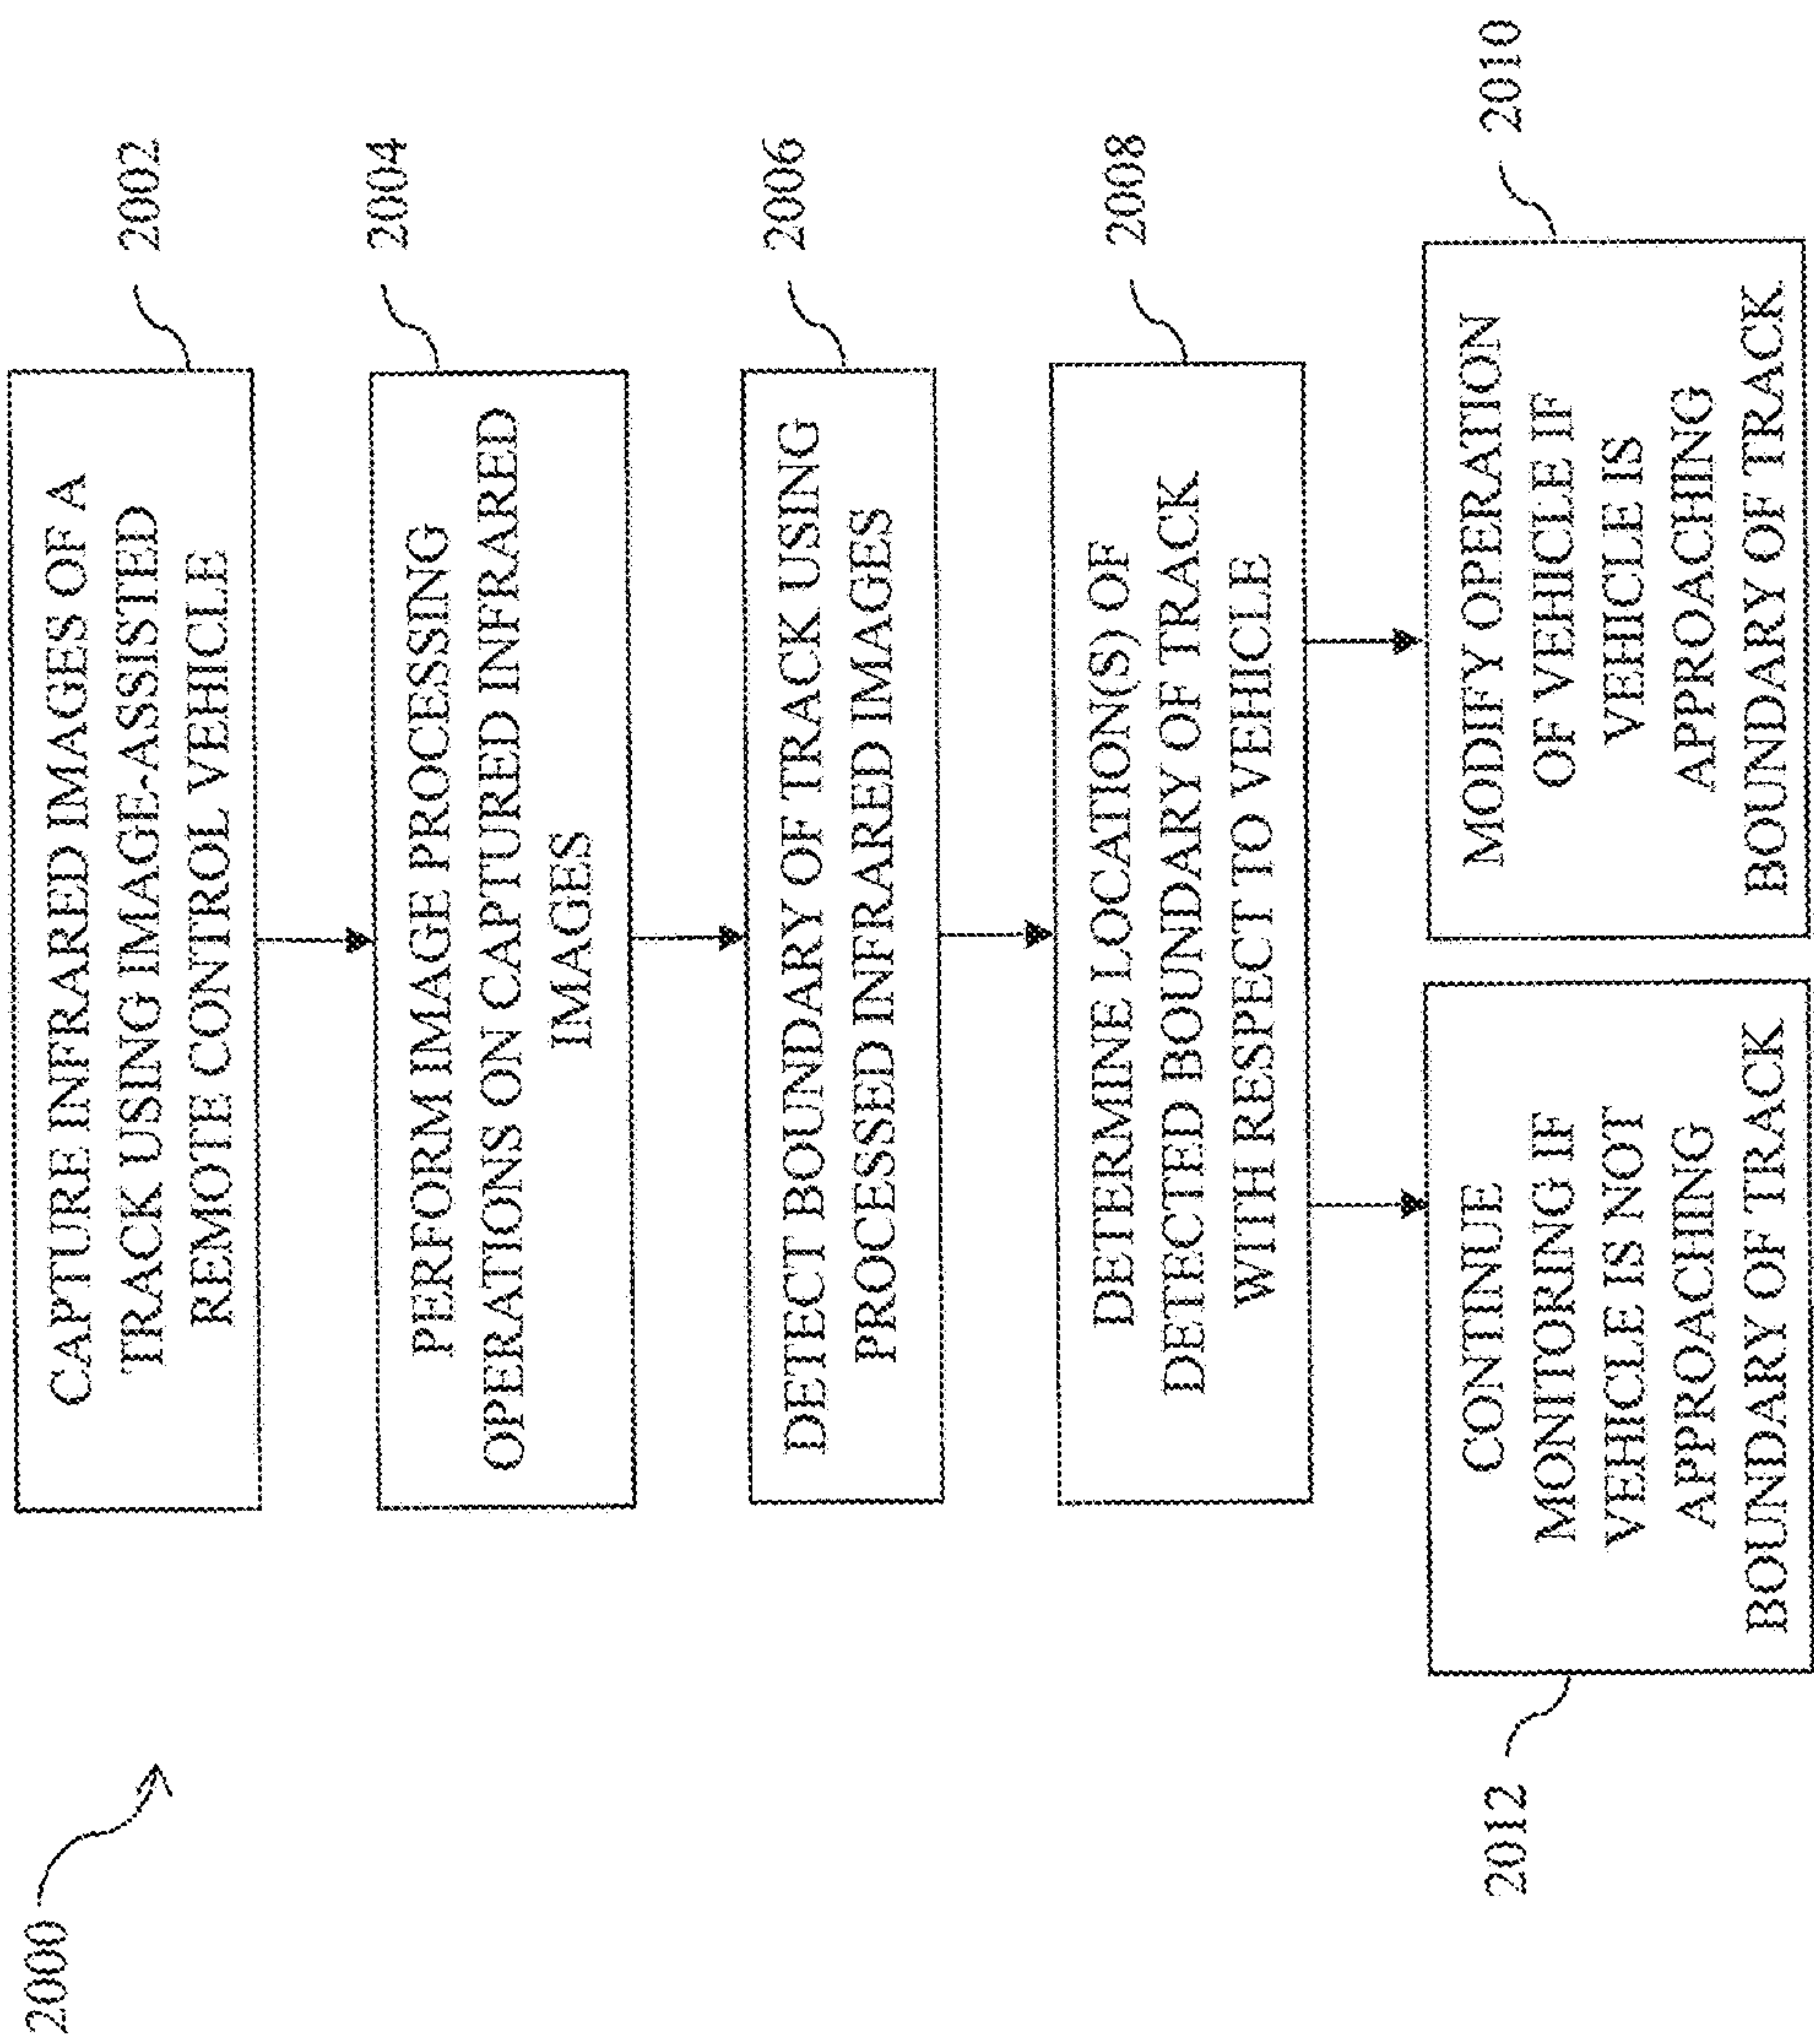 2000
CAPTURE INFRARED IMAGES OF A
TRACK USING IMAGE-ASSISTED
REMOTE CONTROL VEHICLE
2002
PERFORM IMAGE PROCESSING
OPERATIONS ON CAPTURED INFRARED
IMAGES
2004
DETECT BOUNDARY OF TRACK USING
PROCESSED INFRARED IMAGES
2006
DETERMINE LOCATION(S) OF
DETECTED BOUNDARY OF TRACK
WITH RESPECT TO VEHICLE
2008
2012
CONTINUE
MONITORING IF
VEHICLE IS NOT
APPROACHING
BOUNDARY OF TRACK
MODIFY OPERATION
OF VEHICLE IF
VEHICLE IS
APPROACHING
BOUNDARY OF TRACK
2010